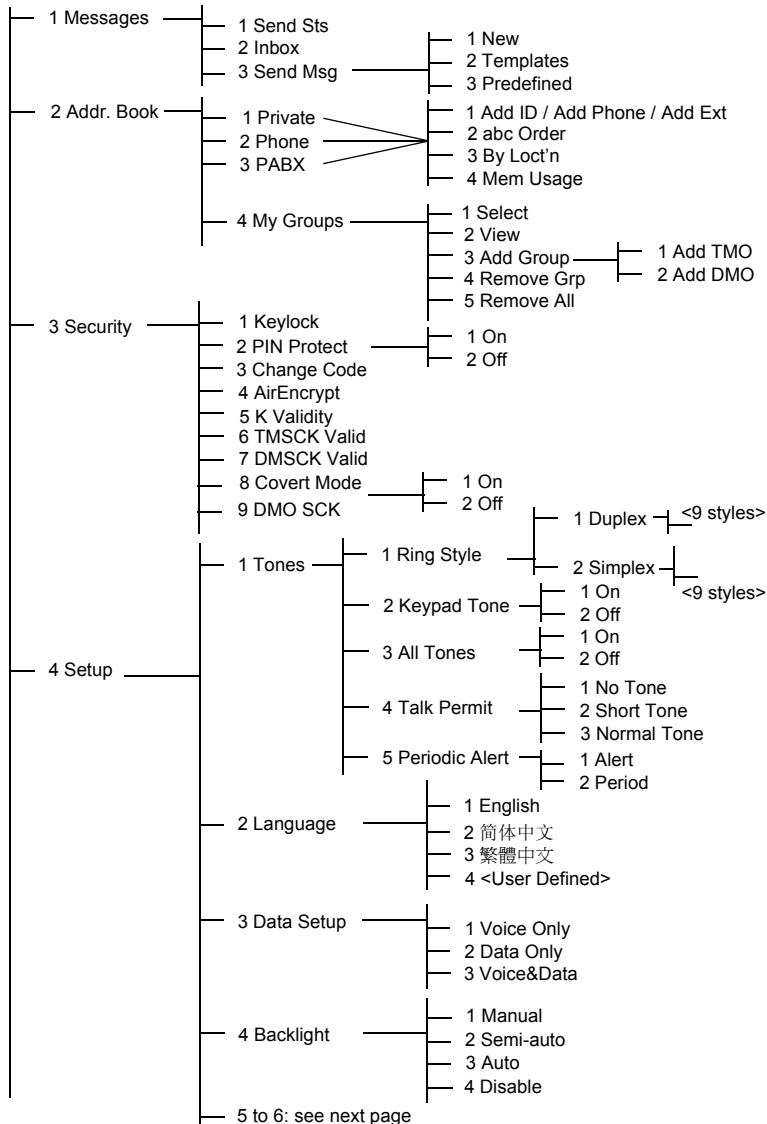 1 Messages
1 Send Sts
2 Inbox
3 Send Msg
1 New
2 Templates
3 Predefined
2 Addr. Book
1 Private
2 Phone
3 PABX
1 Add ID / Add Phone / Add Ext
2 abc Order
3 By Loct'n
4 Mem Usage
4 My Groups
1 Select
2 View
3 Add Group
4 Remove Grp
5 Remove All
1 Add TMO
2 Add DMO
3 Security
1 Keylock
2 PIN Protect
1 On
2 Off
3 Change Code
4 AirEncrypt
5 K Validity
6 TMSCK Valid
7 DMSCK Valid
8 Covert Mode
1 On
2 Off
9 DMO SCK
4 Setup
1 Tones
1 Ring Style
1 Duplex
<9 styles>
2 Simplex
<9 styles>
2 Keypad Tone
1 On
2 Off
3 All Tones
1 On
2 Off
4 Talk Permit
1 No Tone
2 Short Tone
3 Normal Tone
5 Periodic Alert
1 Alert
2 Period
2 Language
1 English
2 简体中文
3 繁體中文
4 <User Defined>
3 Data Setup
1 Voice Only
2 Data Only
3 Voice&Data
4 Backlight
1 Manual
2 Semi-auto
3 Auto
4 Disable
5 to 6: see next page